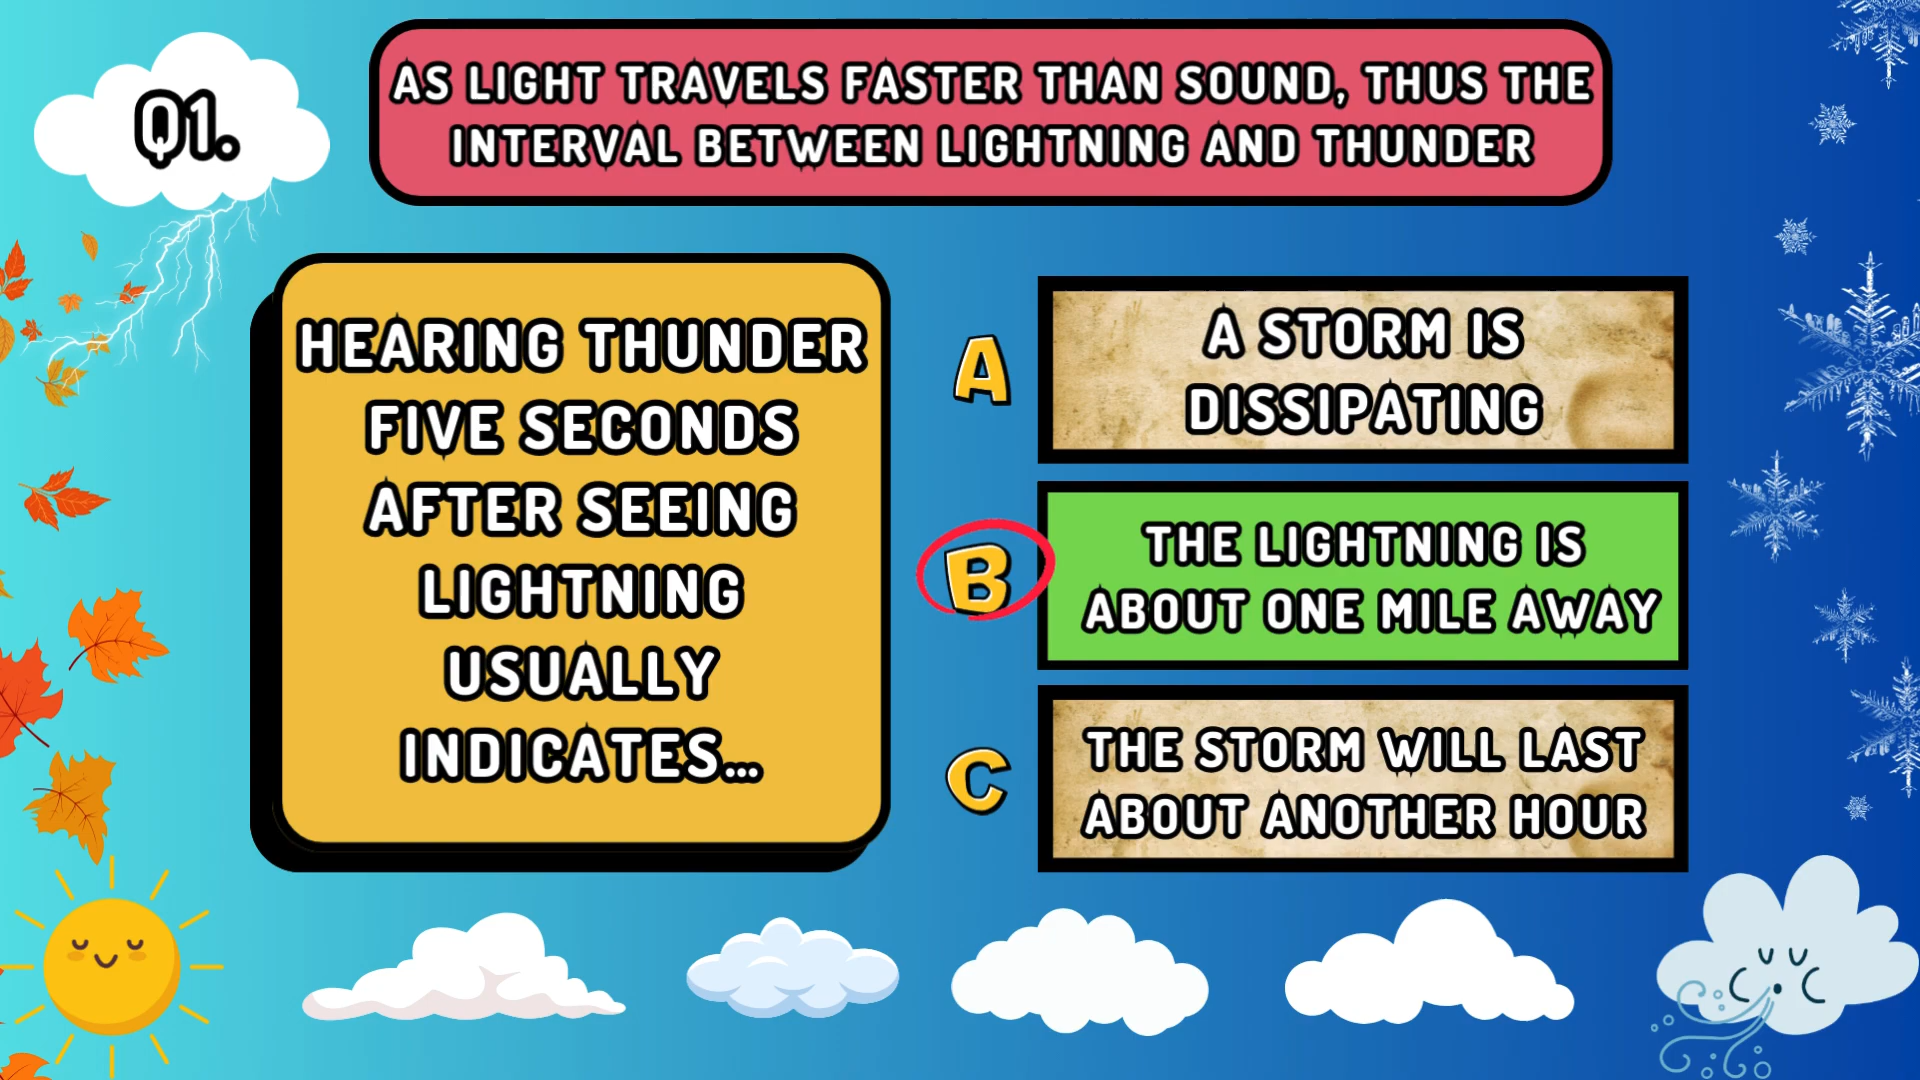 Q1.
AS LIGHT TRAVELS FASTER THAN SOUND, THUS THE
INTERVAL BETWEEN LIGHTNING AND THUNDER
HEARING THUNDER
FIVE SECONDS
AFTER SEEING
LIGHTNING
USUALLY
INDICATES...
A
A STORM IS
DISSIPATING
B
THE LIGHTNING IS
ABOUT ONE MILE AWAY
C
THE STORM WILL LAST
ABOUT ANOTHER HOUR